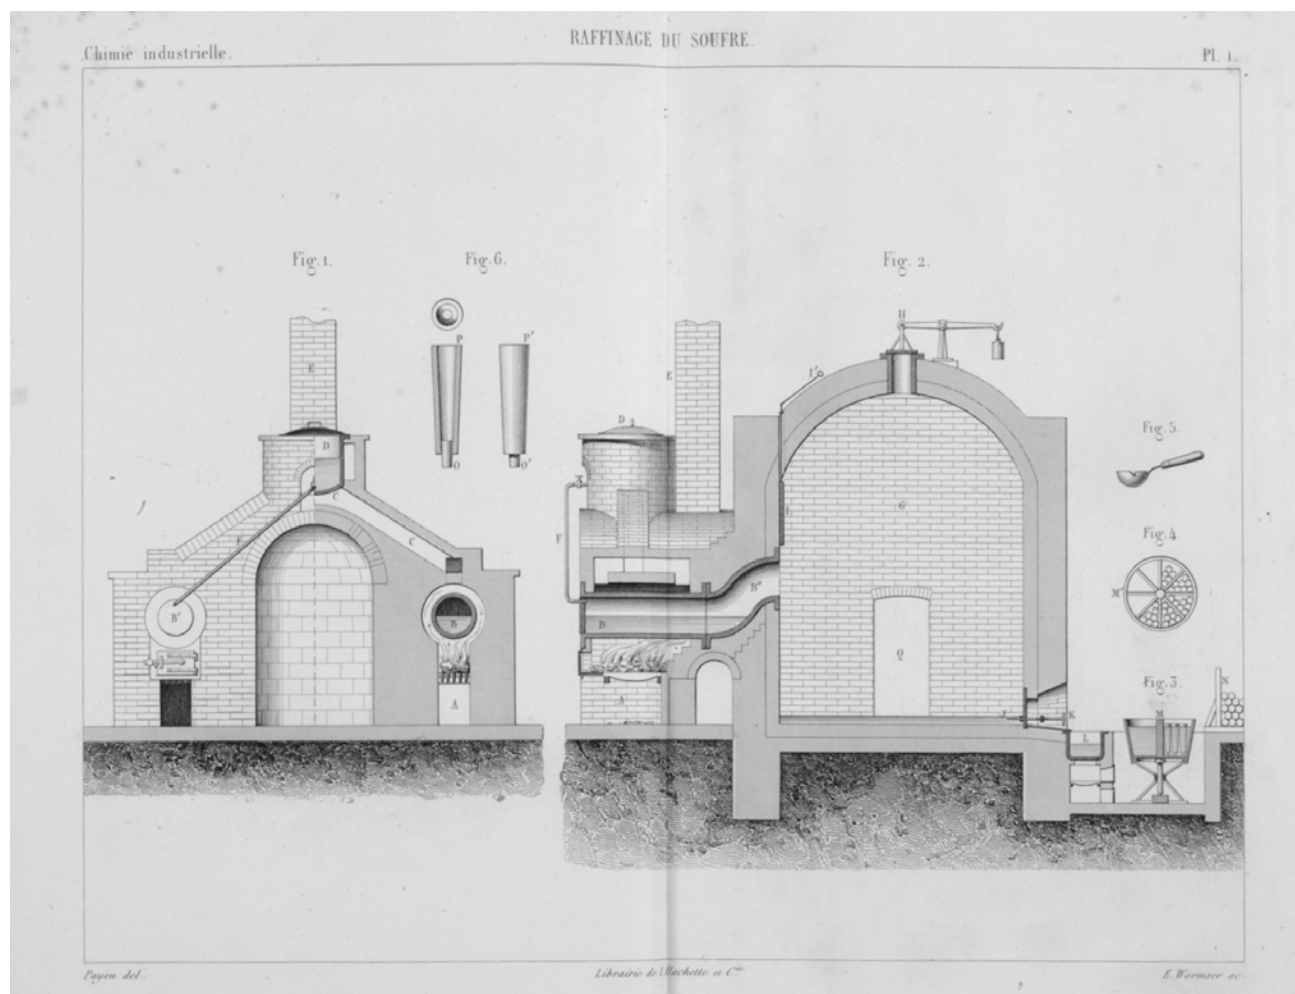 RAFFINAGE DU SOUFRE.
Chimie industrielle.
Pl. 1.
Fig. 1.
Fig. 6.
Fig. 2.
H
P
P'
E
E
I'
D
D
Fig. 5.
O
O'
C
I
G
F
C
F
Fig. 4.
B''
M'
B'
B
B
Q
Fig. 3.
N
A
A
J
K
M
L
Payen del.
Librairie de L. Hachette et Cie
E. Wormser sc.